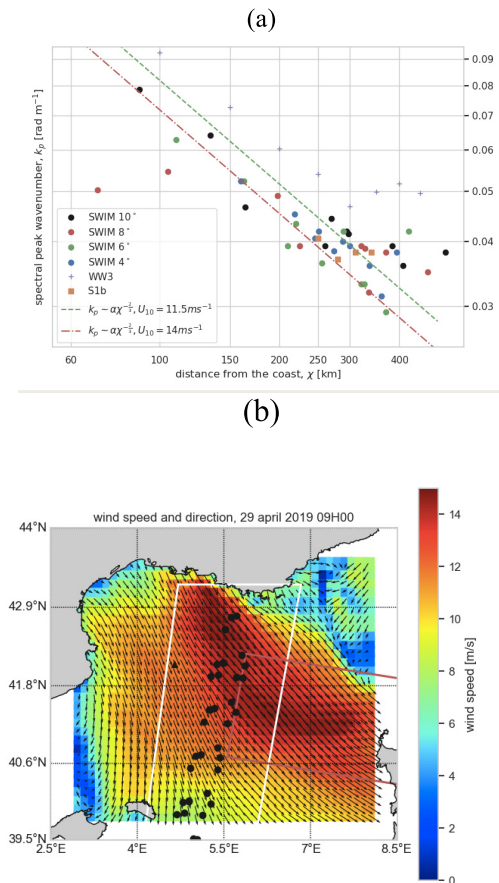 (a)
spectral peak wavenumber, kₚ [rad m⁻¹]
0.09
0.08
0.07
0.06
0.05
0.04
0.03
SWIM 10°
SWIM 8°
SWIM 6°
SWIM 4°
WW3
S1b
kₚ ~ αχ^(-2/3), U₁₀ = 11.5ms⁻¹
kₚ ~ αχ^(-2/3), U₁₀ = 14ms⁻¹
60 100 150 200 250 300 400
distance from the coast, χ [km]
(b)
wind speed and direction, 29 april 2019 09H00
44°N
42.9°N
41.8°N
40.6°N
39.5°N
2.5°E 4°E 5.5°E 7°E 8.5°E
14
12
10
8
6
4
2
0
wind speed [m/s]